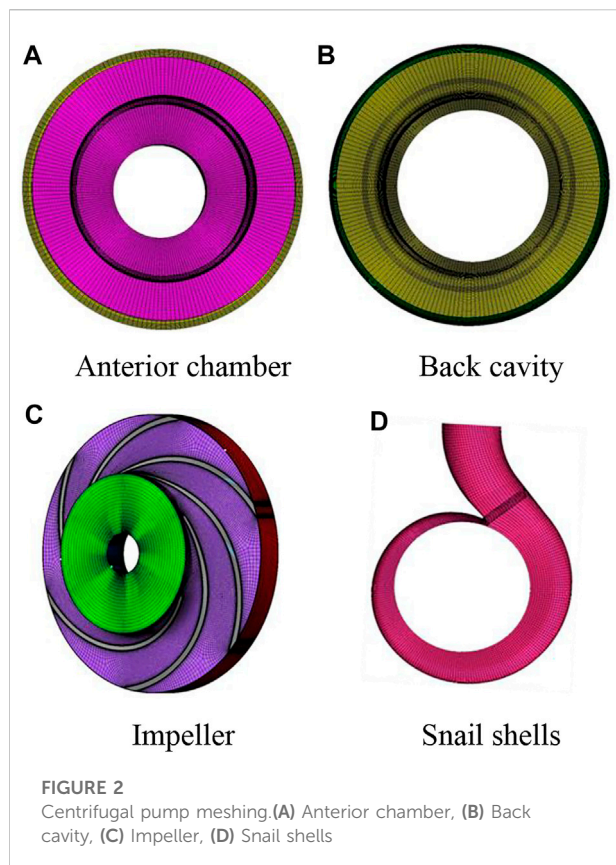 A
B
Anterior chamber
Back cavity
C
D
Impeller
Snail shells
FIGURE 2
Centrifugal pump meshing.(A) Anterior chamber, (B) Back
cavity, (C) Impeller, (D) Snail shells